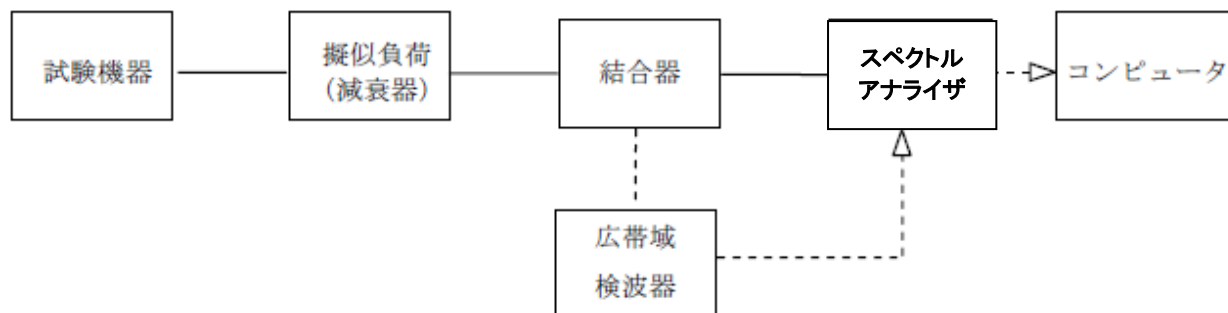 試験機器
擬似負荷
(減衰器)
結合器
スペクトル
アナライザ
コンピュータ
広帯域
検波器